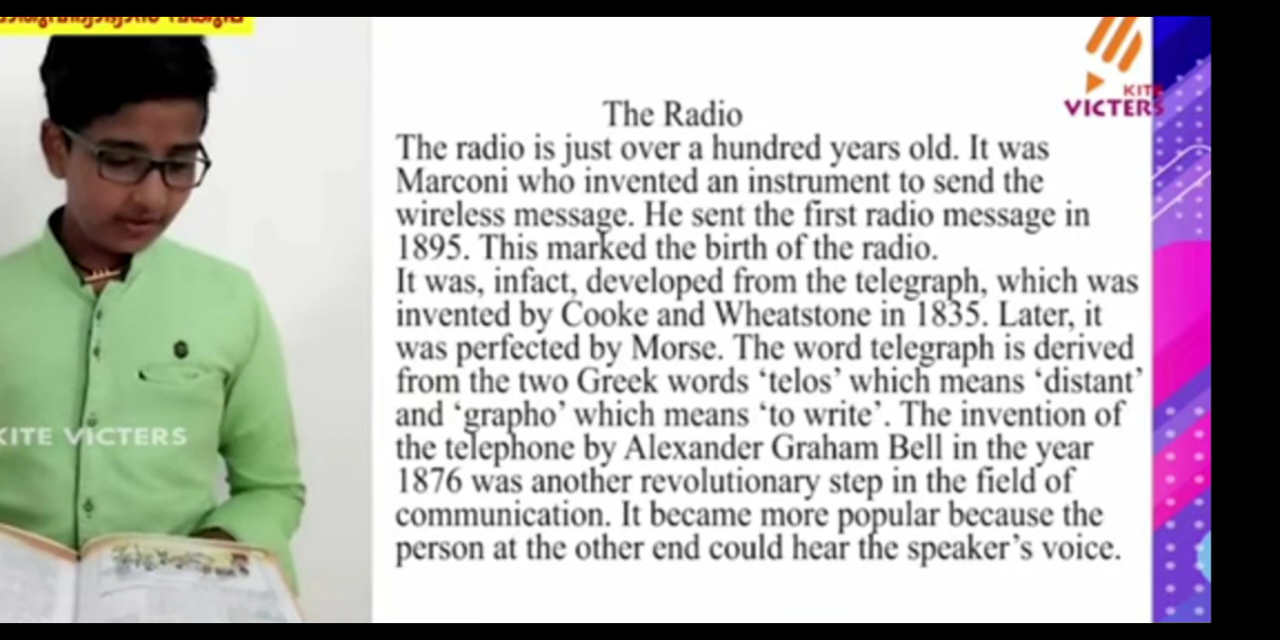 KITE
VICTERS
The Radio
The radio is just over a hundred years old. It was
Marconi who invented an instrument to send the
wireless message. He sent the first radio message in
1895. This marked the birth of the radio.
It was, infact, developed from the telegraph, which was
invented by Cooke and Wheatstone in 1835. Later, it
was perfected by Morse. The word telegraph is derived
from the two Greek words ‘telos’ which means ‘distant’
and ‘grapho’ which means ‘to write’. The invention of
the telephone by Alexander Graham Bell in the year
1876 was another revolutionary step in the field of
communication. It became more popular because the
person at the other end could hear the speaker’s voice.
KITE VICTERS